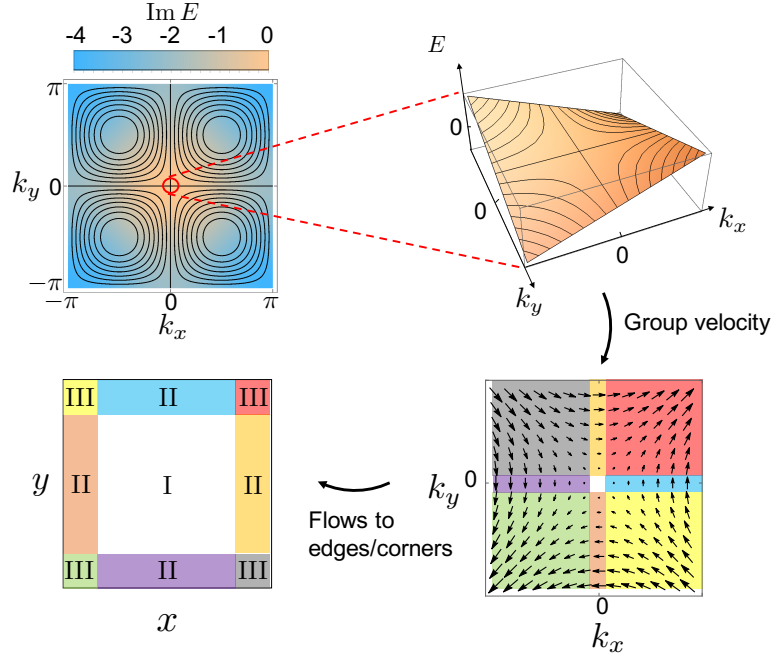 Im E
-4 -3 -2 -1 0
π
k_y 0
-π
-π 0 π
k_x
E
0
0
0
k_x
k_y
Group velocity
III II III
y II I II
III II III
x
Flows to
edges/corners
0
k_y
0
k_x